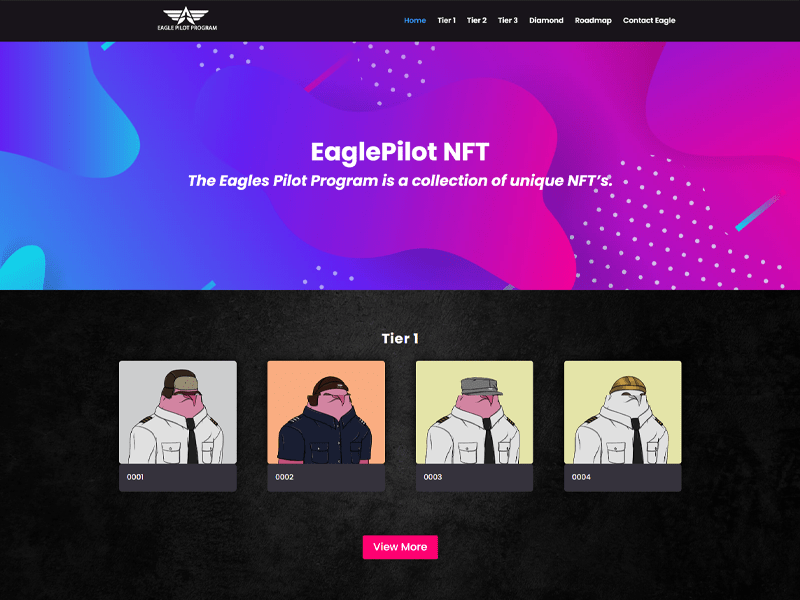 EAGLE PILOT PROGRAM
Home Tier 1 Tier 2 Tier 3 Diamond Roadmap Contact Eagle
EaglePilot NFT
The Eagles Pilot Program is a collection of unique NFT's.
Tier 1
0001 0002 0003 0004
View More